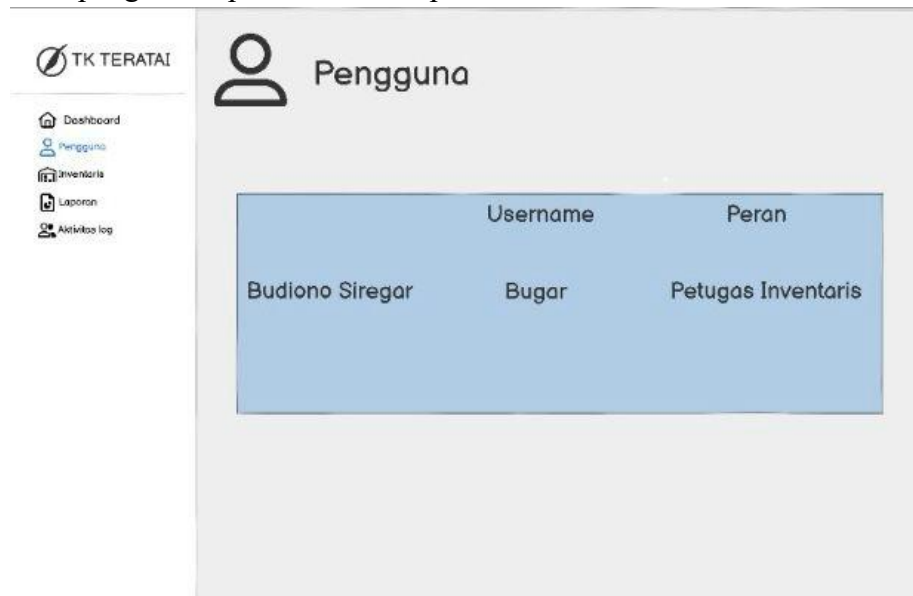 TK TERATAI
Dashboard
Pengguna
Inventaris
Laporan
Aktivitas log
Pengguna
Username Peran
Budiono Siregar Bugar Petugas Inventaris